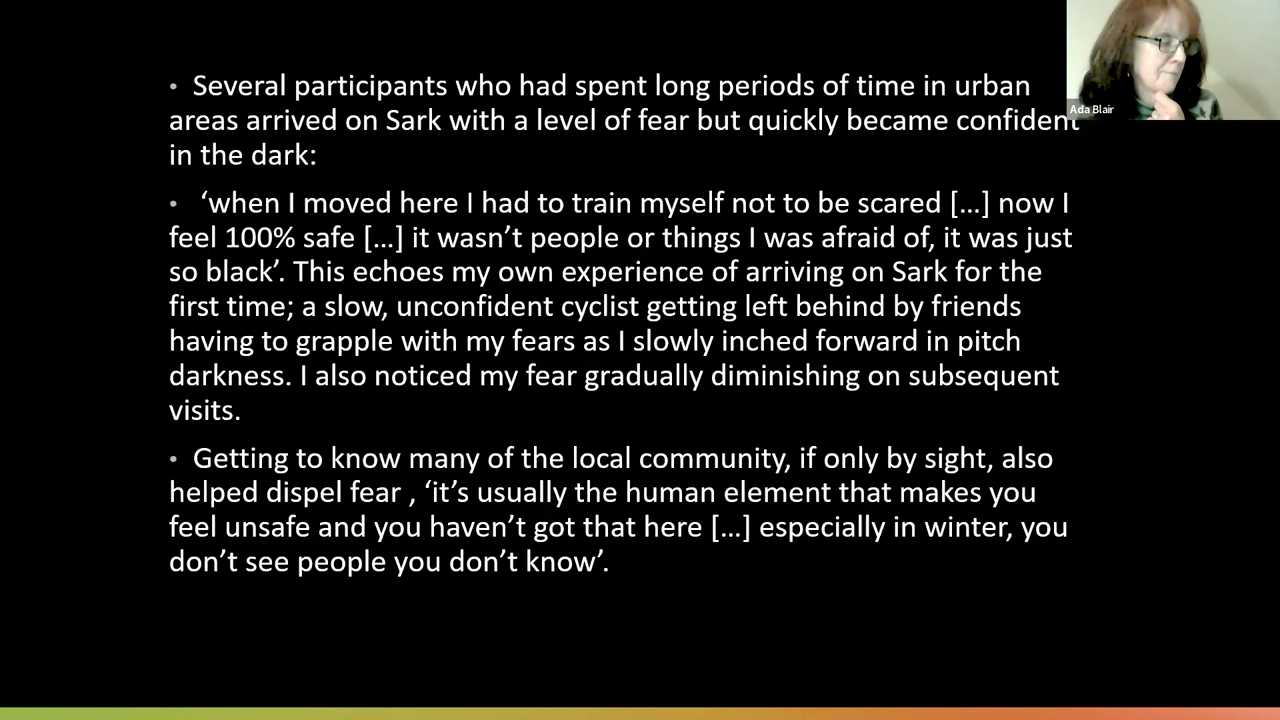 • Several participants who had spent long periods of time in urban
areas arrived on Sark with a level of fear but quickly became confident
in the dark:
• ‘when I moved here I had to train myself not to be scared […] now I
feel 100% safe […] it wasn’t people or things I was afraid of, it was just
so black’. This echoes my own experience of arriving on Sark for the
first time; a slow, unconfident cyclist getting left behind by friends
having to grapple with my fears as I slowly inched forward in pitch
darkness. I also noticed my fear gradually diminishing on subsequent
visits.
• Getting to know many of the local community, if only by sight, also
helped dispel fear , ‘it’s usually the human element that makes you
feel unsafe and you haven’t got that here […] especially in winter, you
don’t see people you don’t know’.
Ada Blair